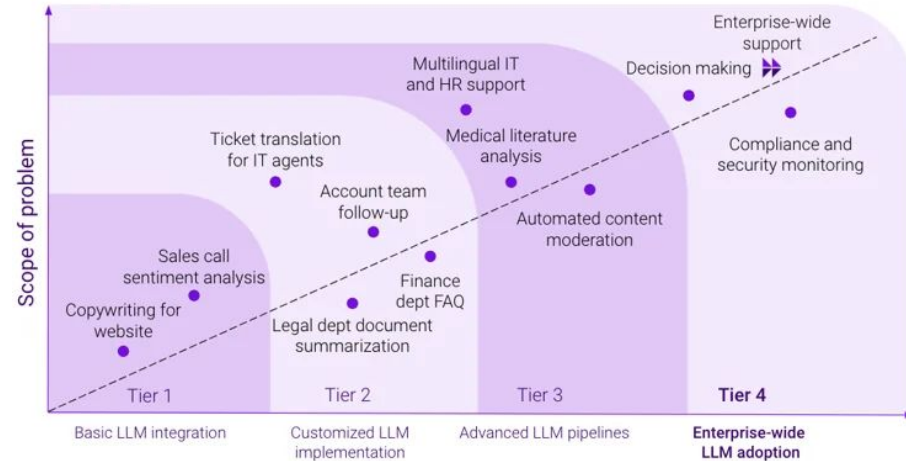 Scope of problem
Enterprise-wide
support
Decision making
Compliance and
security monitoring
Multilingual IT
and HR support
Medical literature
analysis
Automated content
moderation
Ticket translation
for IT agents
Account team
follow-up
Finance
dept FAQ
Legal dept document
summarization
Sales call
sentiment analysis
Copywriting for
website
Tier 1
Tier 2
Tier 3
Tier 4
Basic LLM integration
Customized LLM
implementation
Advanced LLM pipelines
Enterprise-wide
LLM adoption